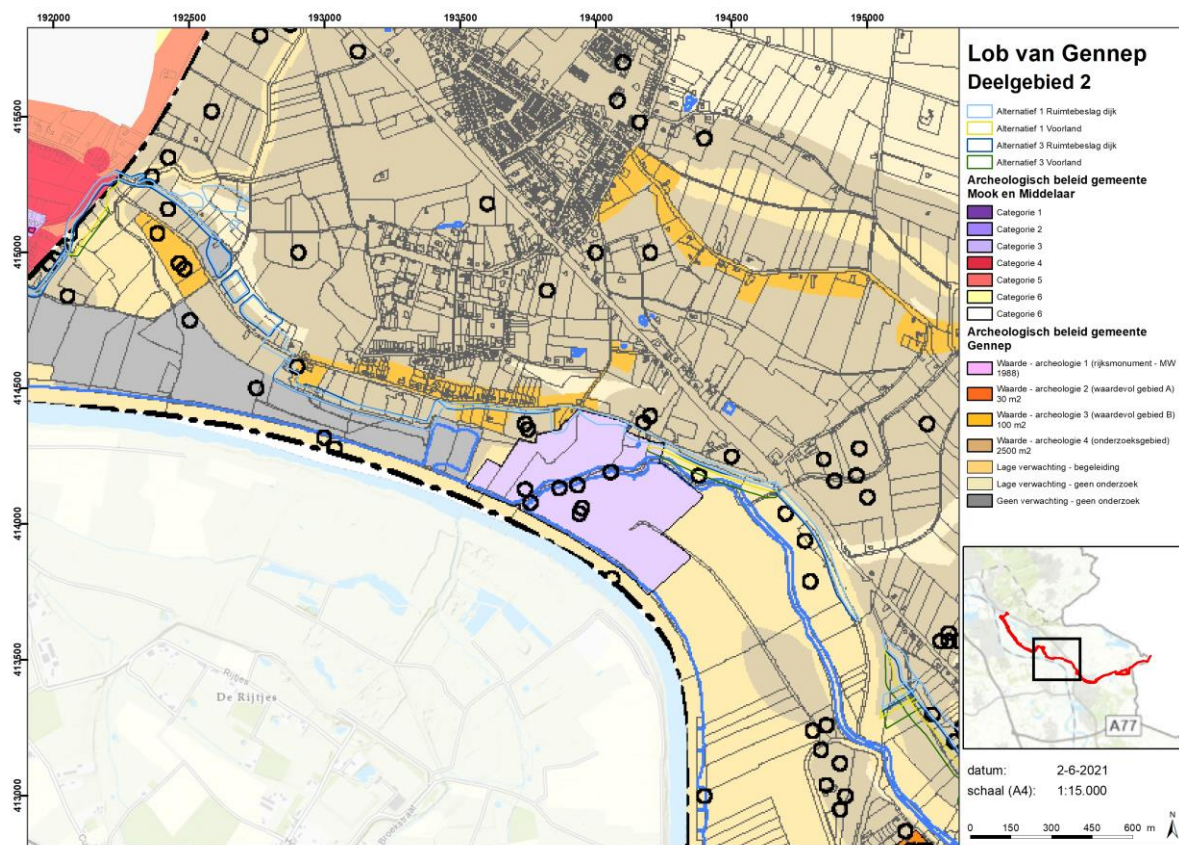 192000 192500 193000 193500 194000 194500 195000
415500
415000
414500
414000
413500
413000
Rijtjes
De Rijtjes
Broekstraat
Lob van Gennep
Deelgebied 2
Alternatief 1 Ruimtebeslag dijk
Alternatief 1 Voorland
Alternatief 3 Ruimtebeslag dijk
Alternatief 3 Voorland
Archeologisch beleid gemeente
Mook en Middelaar
Categorie 1
Categorie 2
Categorie 3
Categorie 4
Categorie 5
Categorie 6
Categorie 6
Archeologisch beleid gemeente
Gennep
Waarde - archeologie 1 (rijksmonument - MW
1988)
Waarde - archeologie 2 (waardevol gebied A)
30 m2
Waarde - archeologie 3 (waardevol gebied B)
100 m2
Waarde - archeologie 4 (onderzoeksgebied)
2500 m2
Lage verwachting - begeleiding
Lage verwachting - geen onderzoek
Geen verwachting - geen onderzoek
A77
datum: 2-6-2021
schaal (A4): 1:15.000
N
0 150 300 450 600 m